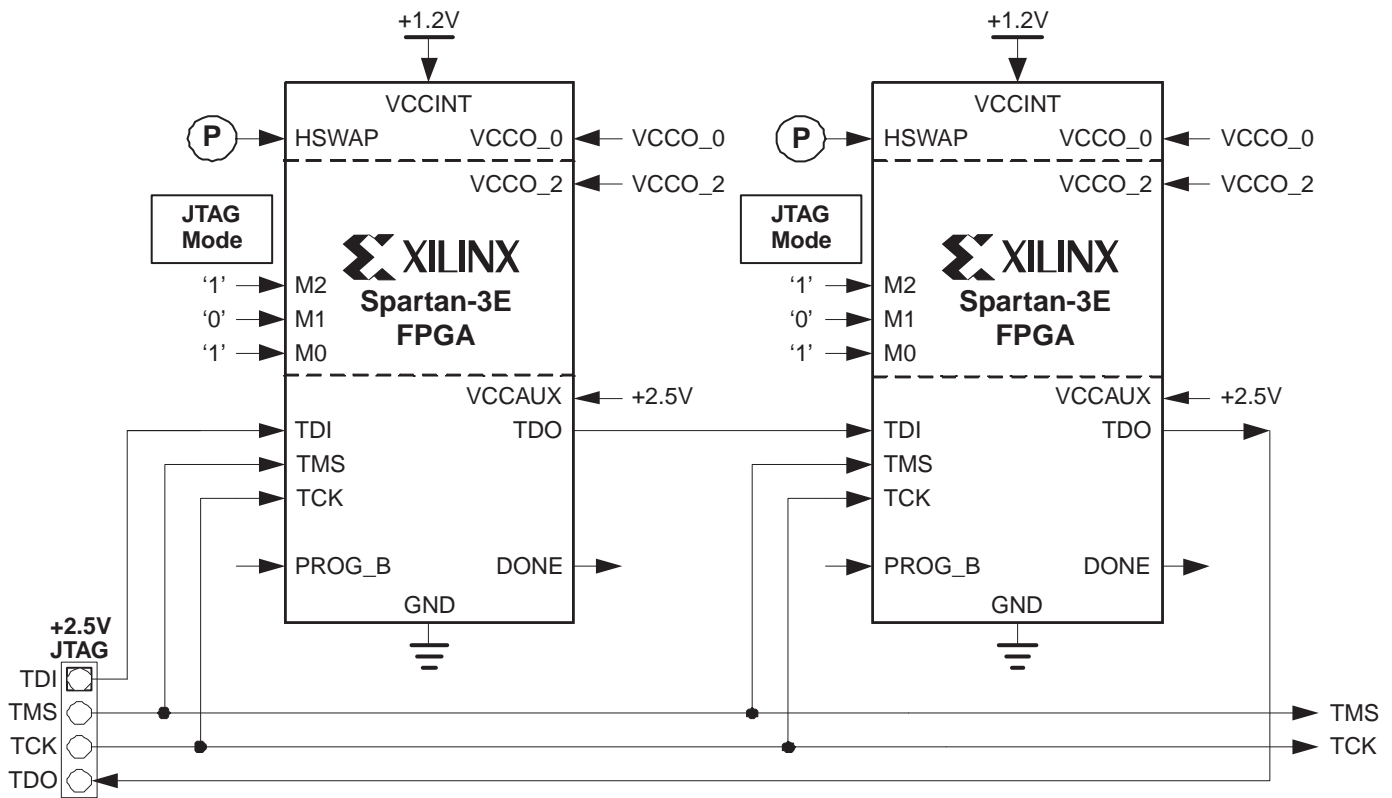 +1.2V
+1.2V
VCCINT
VCCINT
P
HSWAP
VCCO_0
VCCO_0
P
HSWAP
VCCO_0
VCCO_0
VCCO_2
VCCO_2
VCCO_2
VCCO_2
JTAG
Mode
JTAG
Mode
XILINX
XILINX
‘1’
M2
Spartan-3E
‘1’
M2
Spartan-3E
‘0’
M1
FPGA
‘0’
M1
FPGA
‘1’
M0
‘1’
M0
VCCAUX
+2.5V
VCCAUX
+2.5V
TDI
TDO
TDI
TDO
TMS
TMS
TCK
TCK
PROG_B
DONE
PROG_B
DONE
GND
GND
+2.5V
JTAG
TDI
TMS
TMS
TCK
TCK
TDO